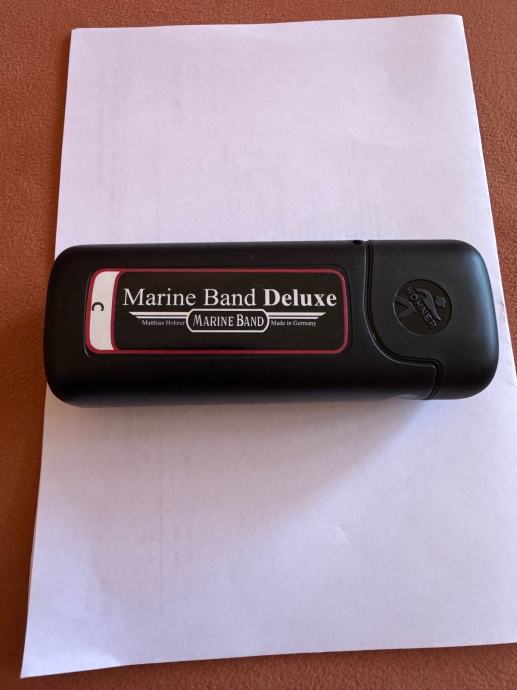 C
Marine Band Deluxe
Matthias Hohner MARINE BAND Made in Germany
HOHNER